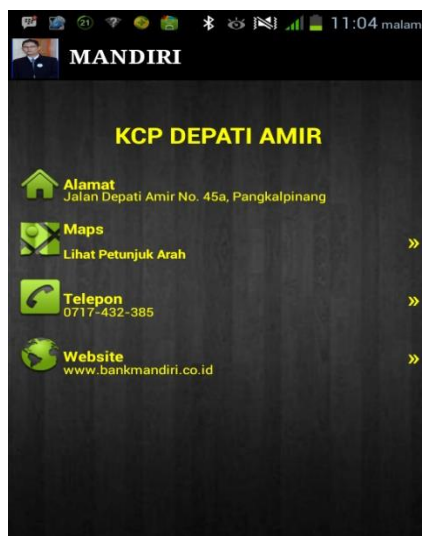 21
11:04 malam
MANDIRI
KCP DEPATI AMIR
Alamat
Jalan Depati Amir No. 45a, Pangkalpinang
Maps
Lihat Petunjuk Arah
»
Telepon
0717-432-385
»
Website
www.bankmandiri.co.id
»